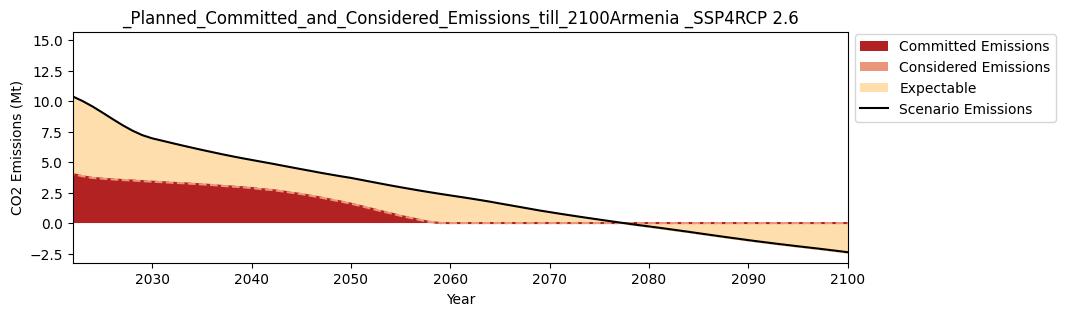 _Planned_Committed_and_Considered_Emissions_till_2100Armenia _SSP4RCP 2.6
15.0
12.5
10.0
7.5
5.0
2.5
0.0
−2.5
CO2 Emissions (Mt)
2030 2040 2050 2060 2070 2080 2090 2100
Year
Committed Emissions
Considered Emissions
Expectable
Scenario Emissions